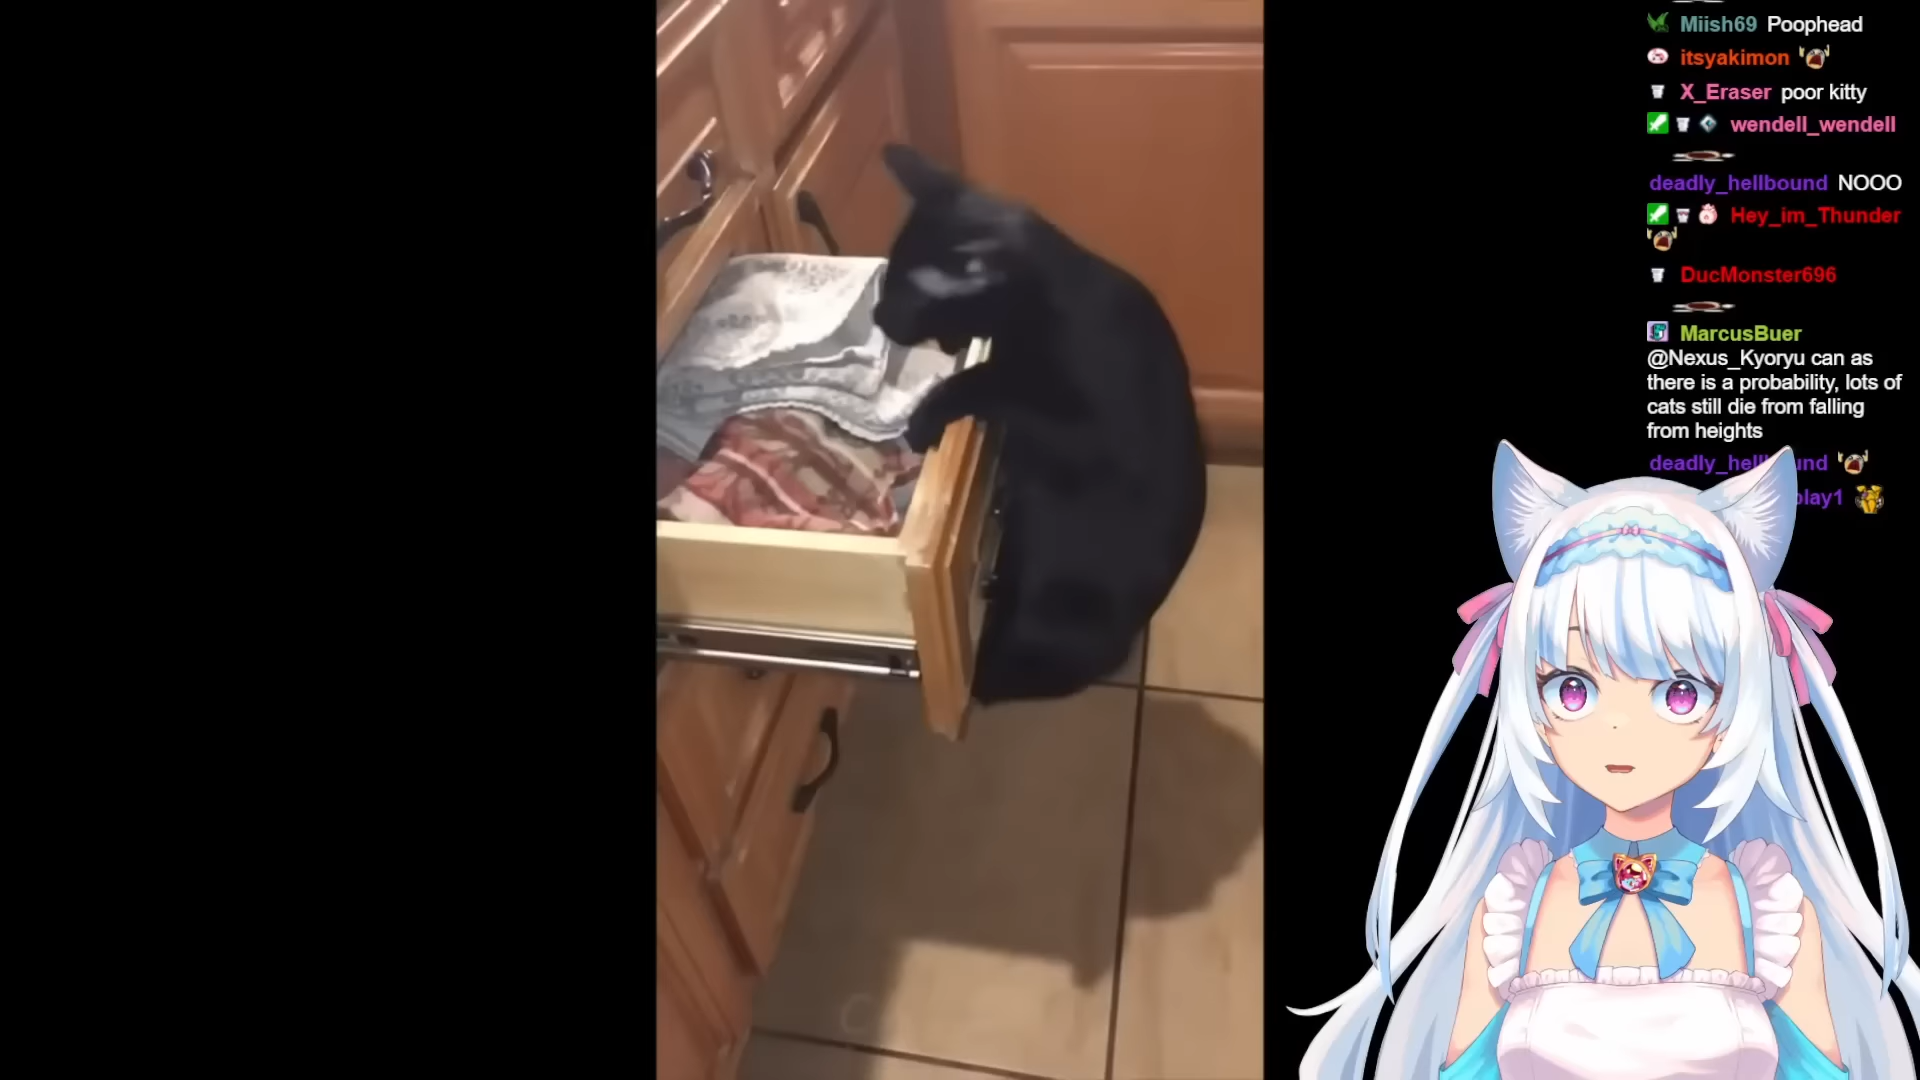 Miish69 Poophead
itsyakimon
X_Eraser poor kitty
wendell_wendell
deadly_hellbound NOOO
Hey_im_Thunder
DucMonster696
MarcusBuer
@Nexus_Kyoryu can as
there is a probability, lots of
cats still die from falling
from heights